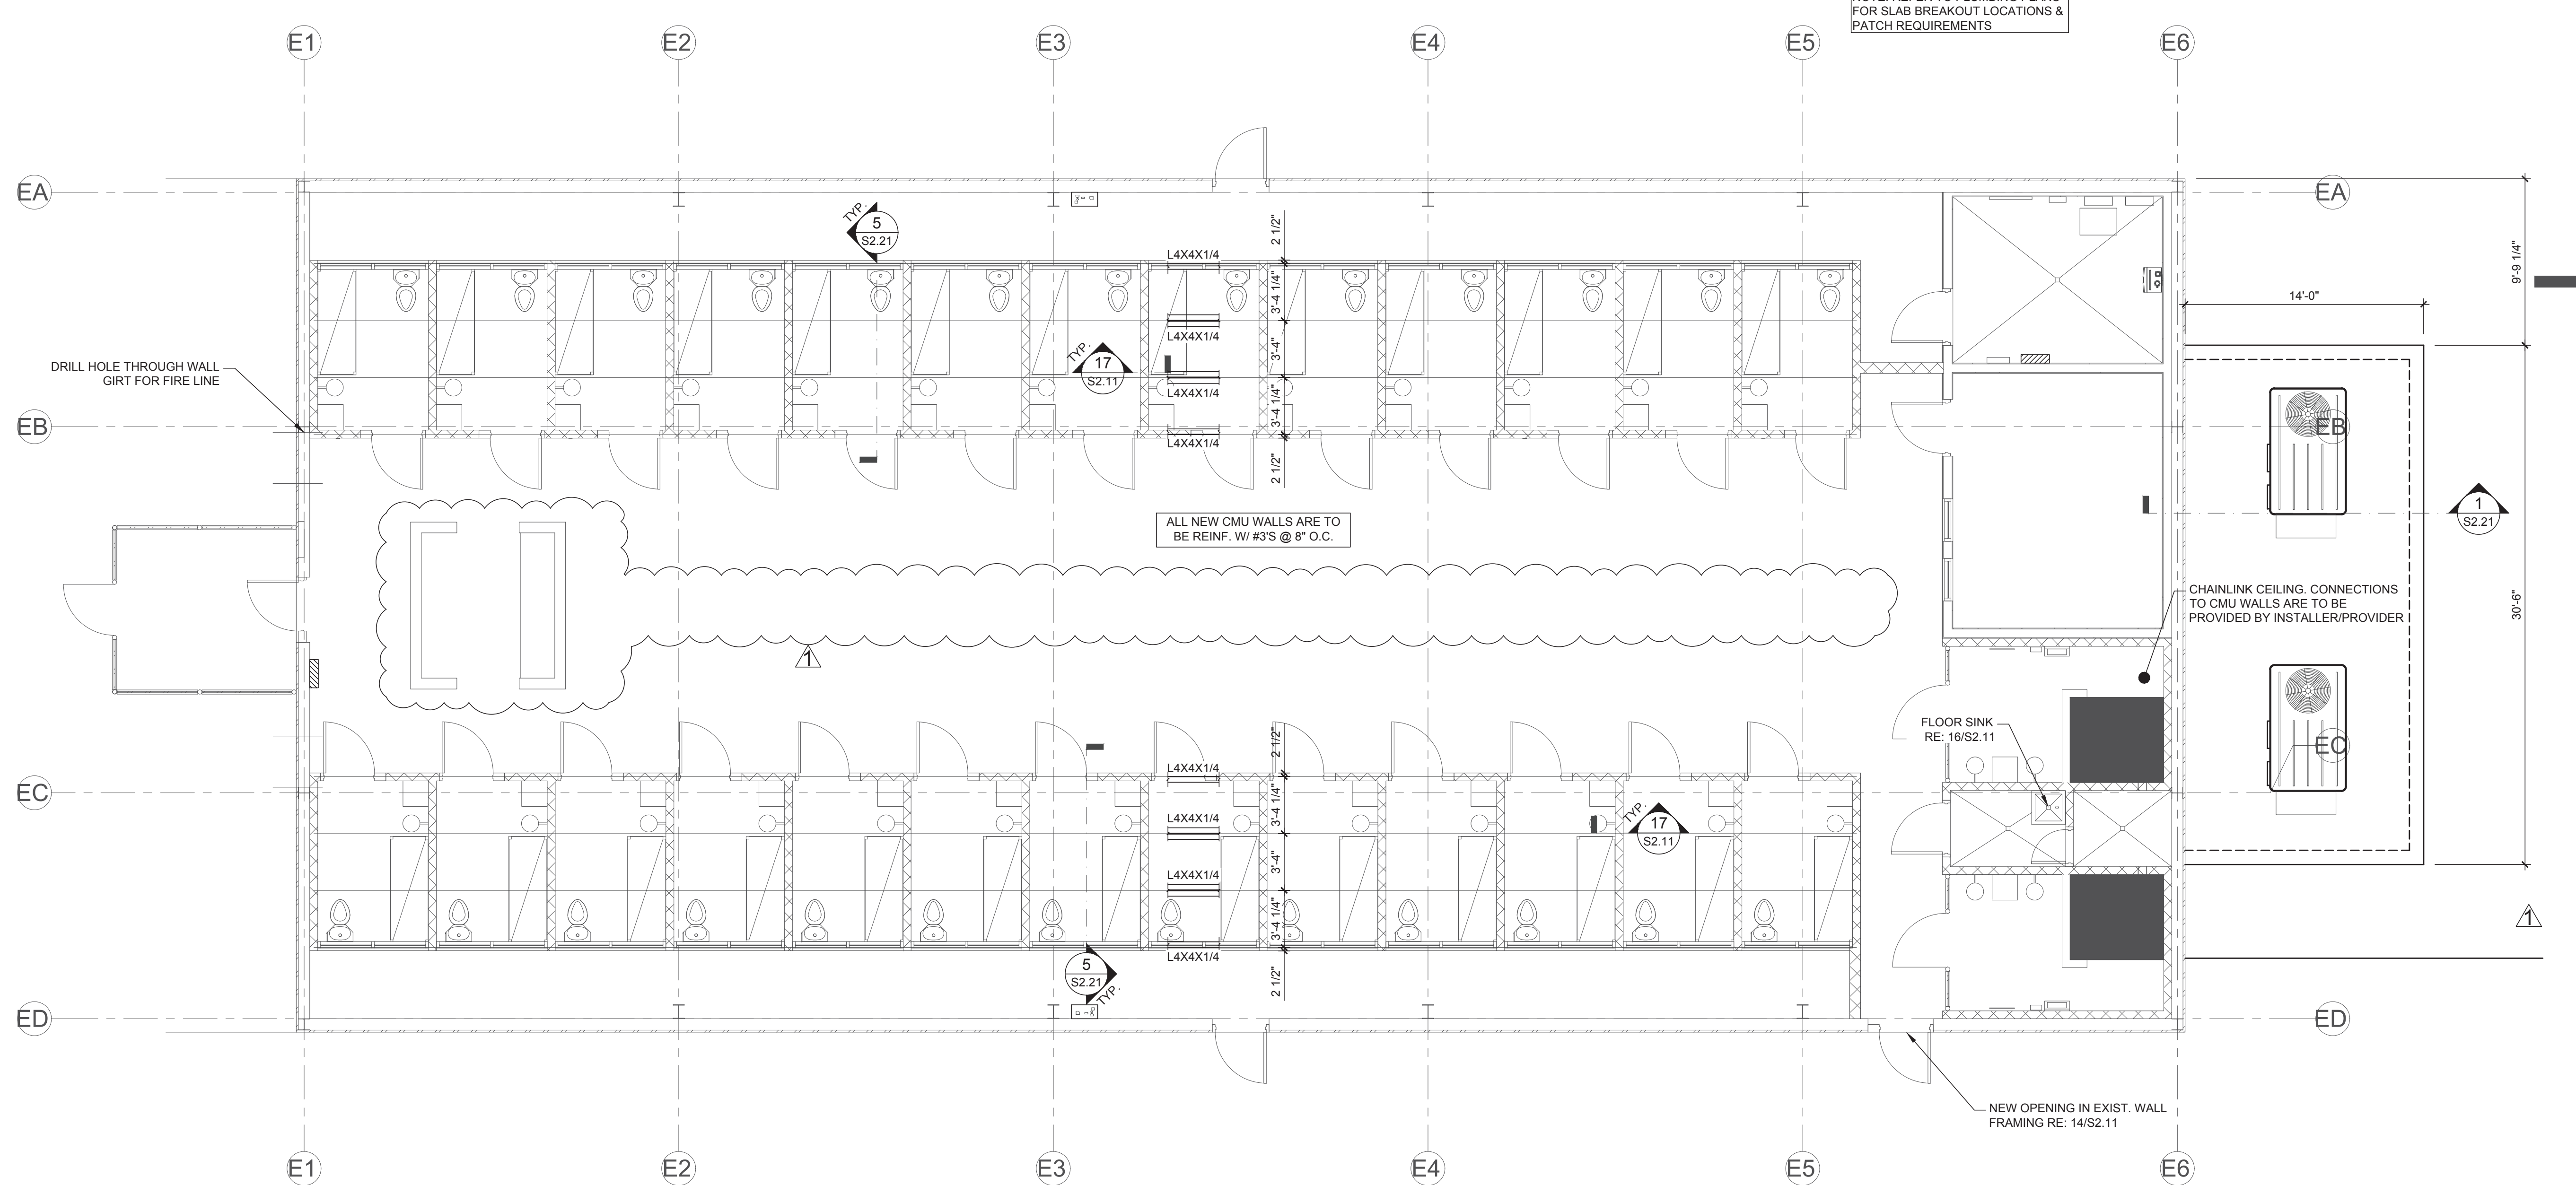 FOR SLAB BREAKOUT LOCATIONS &
PATCH REQUIREMENTS
E1
E2
E3
E4
E5
E6
EA
EA
TYP.
5
S2.21
2 1/2"
L4X4X1/4
3'-4 1/4"
L4X4X1/4
9'-9 1/4"
14'-0"
DRILL HOLE THROUGH WALL
GIRT FOR FIRE LINE
TYP.
17
S2.11
3'-4"
L4X4X1/4
3'-4 1/4"
EB
EB
L4X4X1/4
2 1/2"
ALL NEW CMU WALLS ARE TO
BE REINF. W/ #3'S @ 8" O.C.
1
S2.21
CHAINLINK CEILING. CONNECTIONS
TO CMU WALLS ARE TO BE
PROVIDED BY INSTALLER/PROVIDER
30'-6"
1
FLOOR SINK
RE: 16/S2.11
2 1/2"
EC
EC
L4X4X1/4
3'-4 1/4"
L4X4X1/4
TYP.
17
S2.11
3'-4"
L4X4X1/4
3'-4 1/4"
L4X4X1/4
1
5
S2.21
TYP.
2 1/2"
ED
ED
NEW OPENING IN EXIST. WALL
FRAMING RE: 14/S2.11
E1
E2
E3
E4
E5
E6